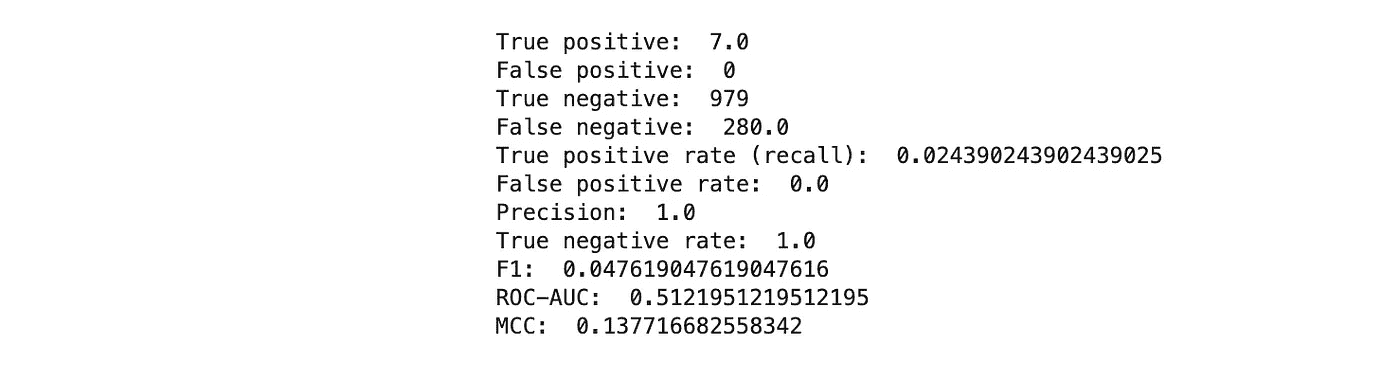 True positive:  7.0
False positive:  0
True negative:  979
False negative:  280.0
True positive rate (recall):  0.024390243902439025
False positive rate:  0.0
Precision:  1.0
True negative rate:  1.0
F1:  0.047619047619047616
ROC-AUC:  0.5121951219512195
MCC:  0.137716682558342